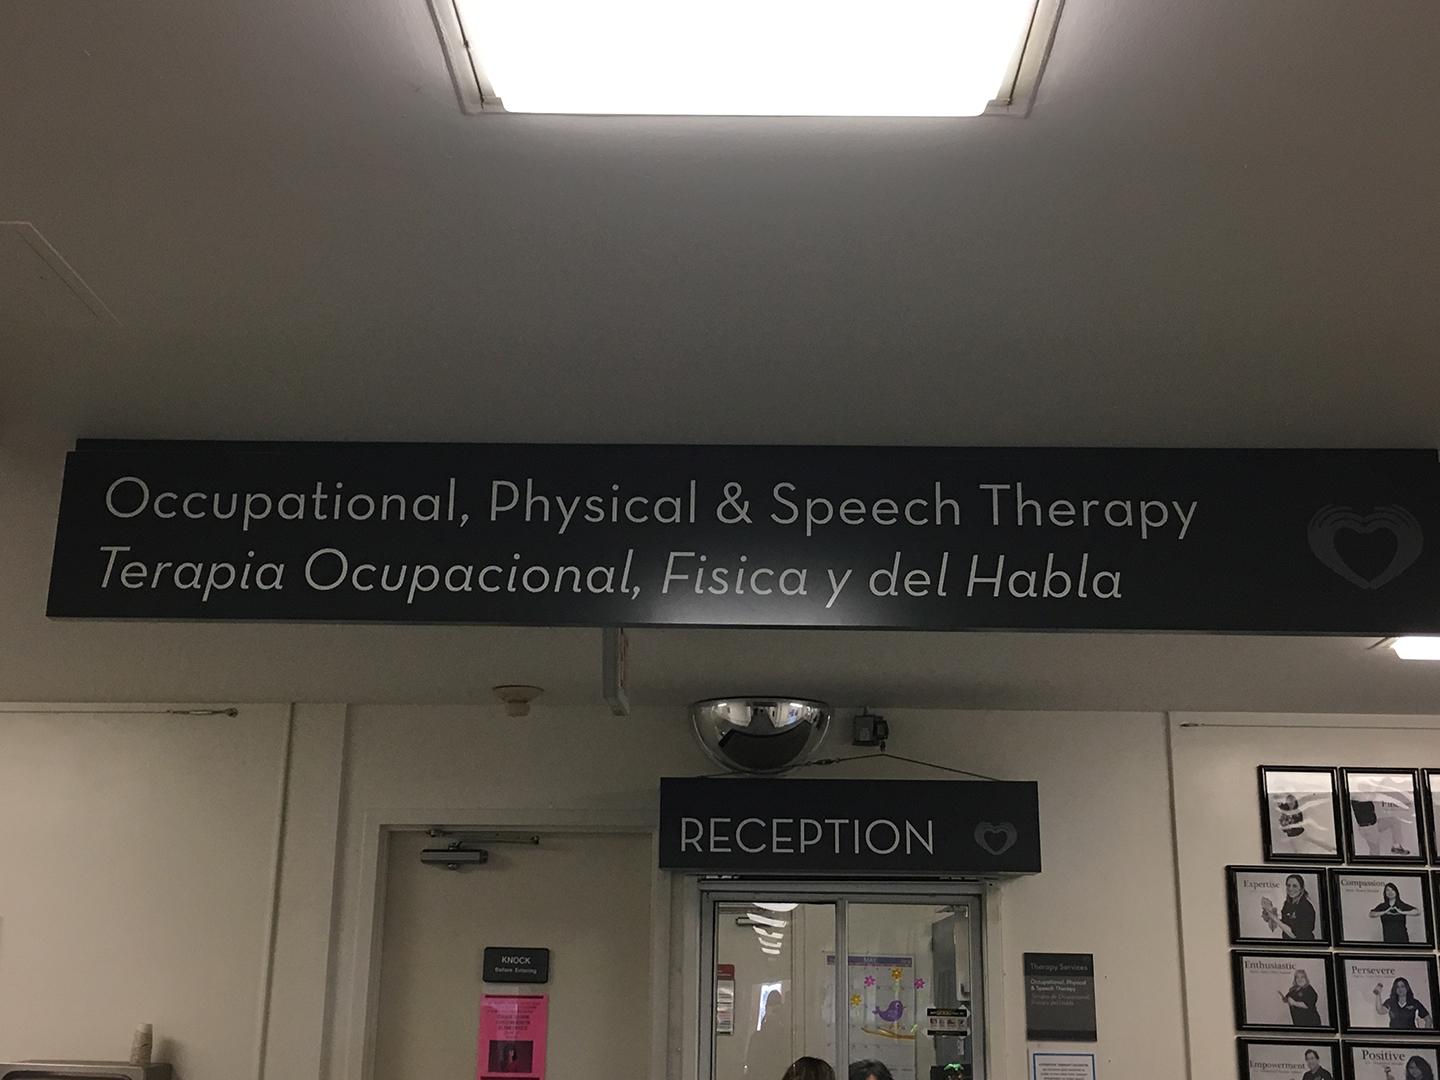 Occupational, Physical & Speech Therapy
Terapia Ocupacional, Fisica y del Habla
RECEPTION
KNOCK
Before Entering
MAY
Therapy Services
Occupational, Physical
& Speech Therapy
Expertise
Compassion
Enthusiastic
Persevere
Empowerment
Positive